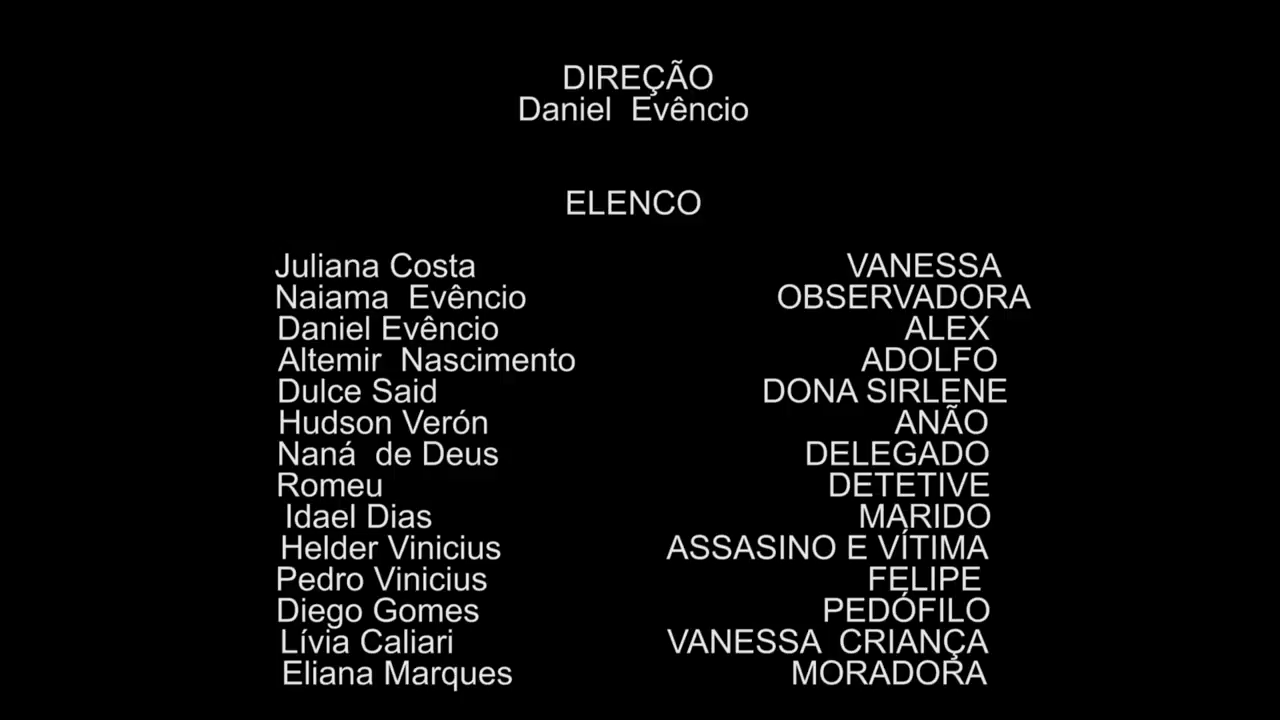 DIREÇÃO
Daniel Evêncio
ELENCO
Juliana Costa VANESSA
Naiama Evêncio OBSERVADORA
Daniel Evêncio ALEX
Altemir Nascimento ADOLFO
Dulce Said DONA SIRLENE
Hudson Verón ANÃO
Naná de Deus DELEGADO
Romeu DETETIVE
Idael Dias MARIDO
Helder Vinicius ASSASINO E VÍTIMA
Pedro Vinicius FELIPE
Diego Gomes PEDÓFILO
Lívia Caliari VANESSA CRIANÇA
Eliana Marques MORADORA